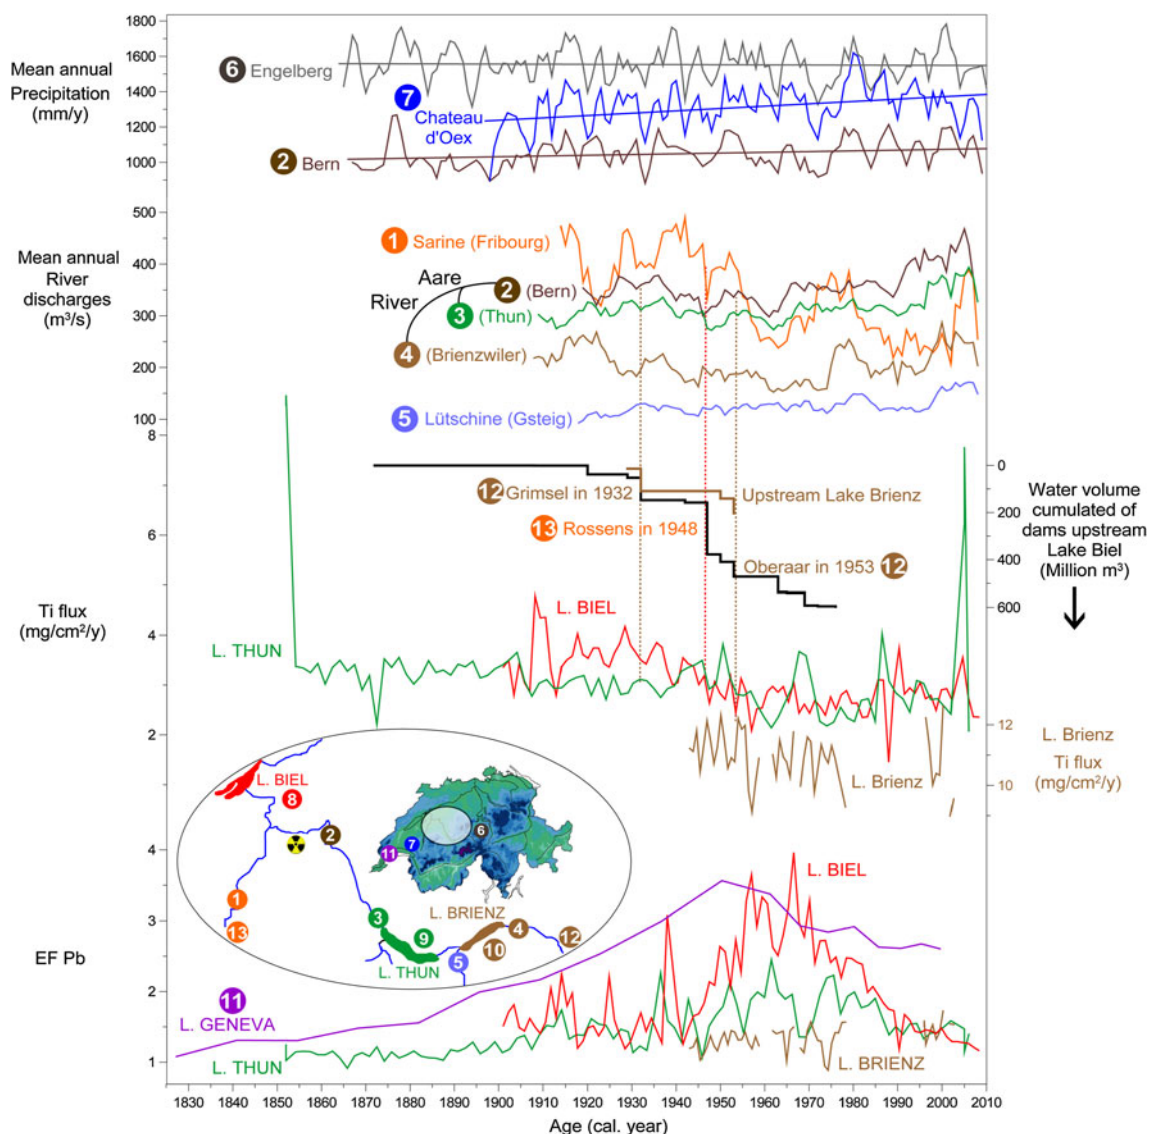 1800
1600
1400
1200
1000
Mean annual
Precipitation
(mm/y)
6 Engelberg
7
Chateau
d'Oex
2 Bern
500
400
300
200
100
Mean annual
River
discharges
(m³/s)
1 Sarine (Fribourg)
Aare
River
2 (Bern)
3 (Thun)
4 (Brienzwiler)
5 Lütschine (Gsteig)
8
6
4
2
Ti flux
(mg/cm²/y)
12 Grimsel in 1932
Upstream Lake Brienz
13 Rossens in 1948
Oberaar in 1953 12
0
200
400
600
Water volume
cumulated of
dams upstream
Lake Biel
(Million m³)
L. BIEL
L. THUN
12
10
L. Brienz
Ti flux
(mg/cm²/y)
L. Brienz
L. BIEL
8
2
1
13
3
9
L. THUN
L. BRIENZ
4
5
10
12
6
7
11
4
3
2
1
EF Pb
L. BIEL
11
L. GENEVA
L. THUN
L. BRIENZ
1830 1840 1850 1860 1870 1880 1890 1900 1910 1920 1930 1940 1950 1960 1970 1980 1990 2000 2010
Age (cal. year)